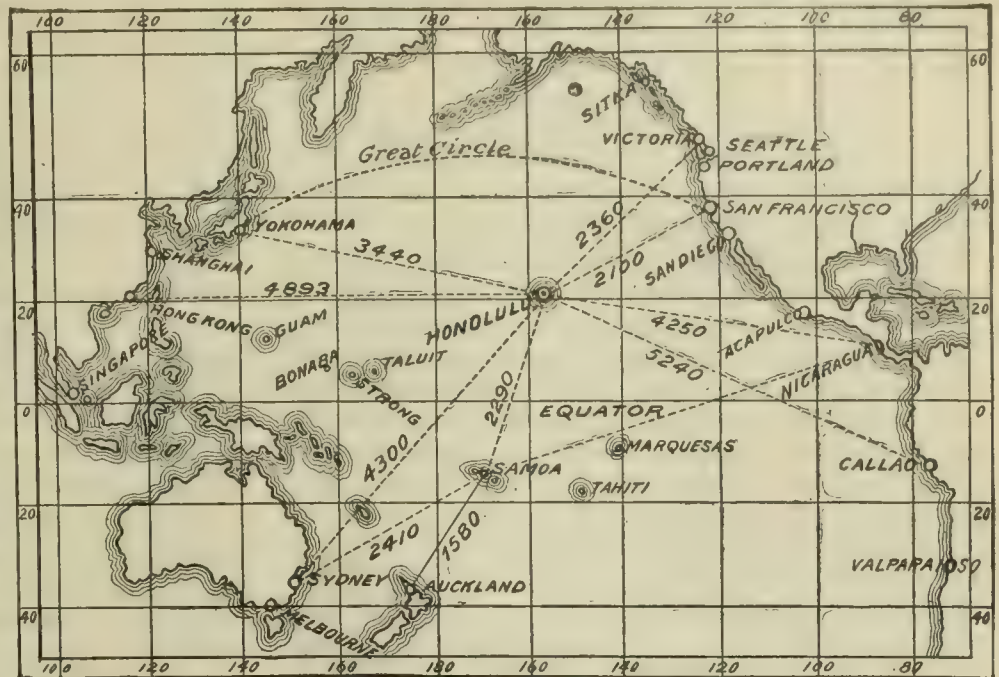 100 120 140 160 180 160 140 120 100 80
60 60
SITKA
VICTORIA
SEATTLE
PORTLAND
Great Circle
40 40
SAN FRANCISCO
YOKOHAMA
2360
3440
SHANGHAI
2100
SAN DIEGO
4893
20 20
HONOLULU
HONGKONG
GUAM
4250
ACAPULCO
5240
SINGAPORE
BONABA
TALUIT
STRONG
NICARAGUA
2290
0 0
EQUATOR
4300
MARQUESAS
SAMOA
CALLAO
TAHITI
20 20
2410
1580
VALPARAISO
SYDNEY
AUCKLAND
40 40
MELBOURNE
100 120 140 160 180 160 140 120 100 80